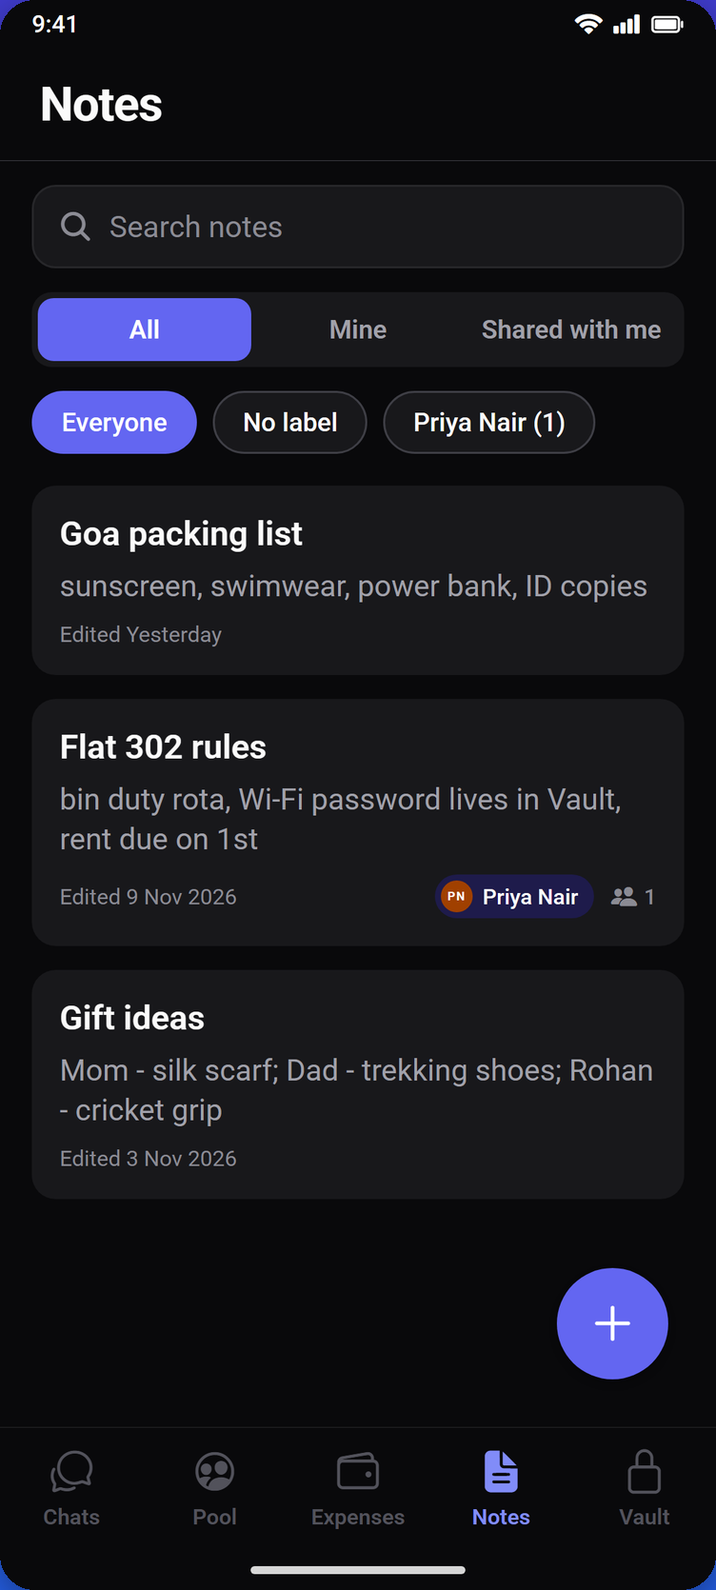 9:41
Notes
Search notes
All
Mine
Shared with me
Everyone
No label
Priya Nair (1)
Goa packing list
sunscreen, swimwear, power bank, ID copies
Edited Yesterday
Flat 302 rules
bin duty rota, Wi-Fi password lives in Vault,
rent due on 1st
Edited 9 Nov 2026
PN Priya Nair
1
Gift ideas
Mom - silk scarf; Dad - trekking shoes; Rohan
- cricket grip
Edited 3 Nov 2026
Chats
Pool
Expenses
Notes
Vault